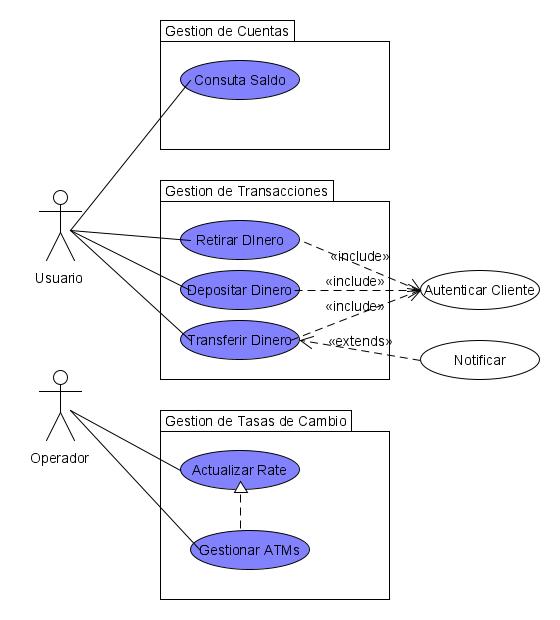 Gestion de Cuentas
Consuta Saldo
Usuario
Gestion de Transacciones
Retirar DInero
«include»
Depositar Dinero
«include»
Autenticar Cliente
«include»
Transferir Dinero
«extends»
Notificar
Operador
Gestion de Tasas de Cambio
Actualizar Rate
Gestionar ATMs